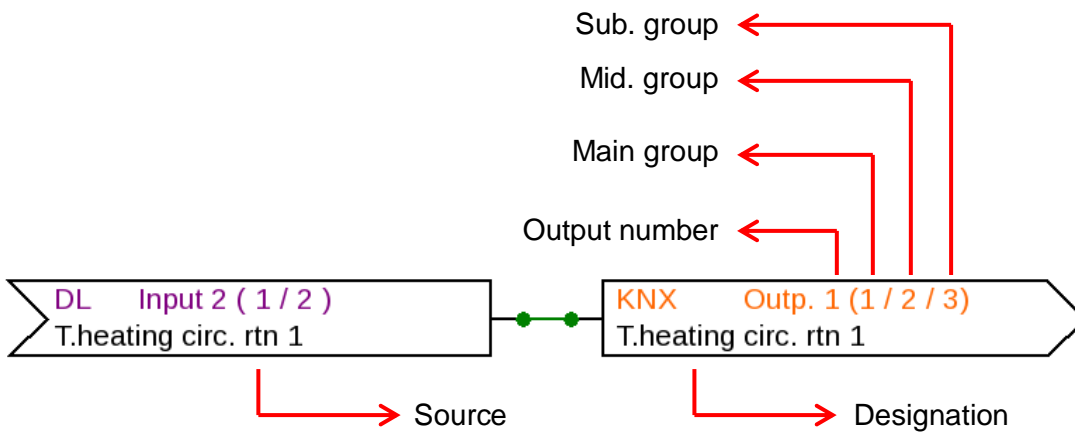 Sub. group
Mid. group
Main group
Output number
DL Input 2 ( 1 / 2 )
T.heating circ. rtn 1
KNX Outp. 1 (1 / 2 / 3)
T.heating circ. rtn 1
Source
Designation